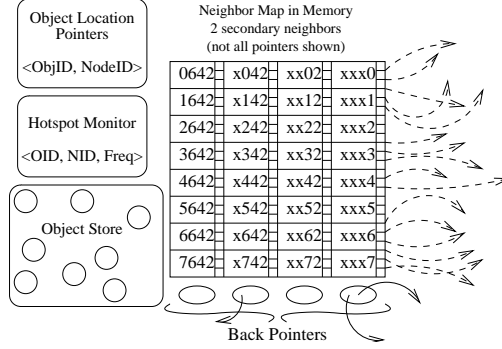 Object Location
Pointers
<ObjID, NodeID>
Hotspot Monitor
<OID, NID, Freq>
Object Store
Neighbor Map in Memory
2 secondary neighbors
(not all pointers shown)
0642 x042 xx02 xxx0
1642 x142 xx12 xxx1
2642 x242 xx22 xxx2
3642 x342 xx32 xxx3
4642 x442 xx42 xxx4
5642 x542 xx52 xxx5
6642 x642 xx62 xxx6
7642 x742 xx72 xxx7
Back Pointers